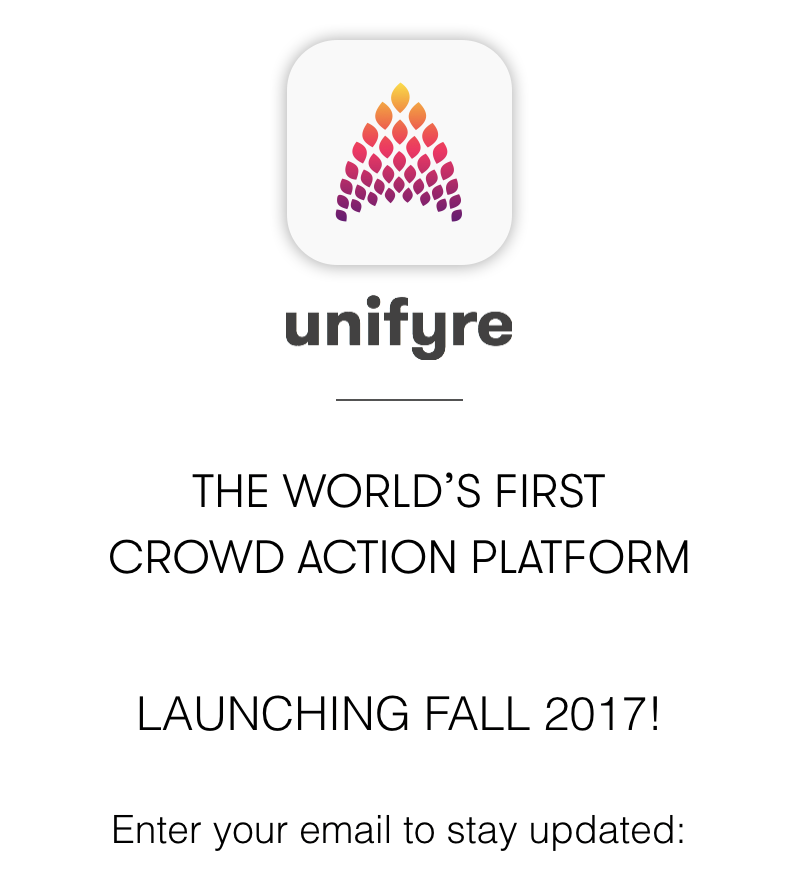 unifyre
THE WORLD’S FIRST
CROWD ACTION PLATFORM
LAUNCHING FALL 2017!
Enter your email to stay updated: